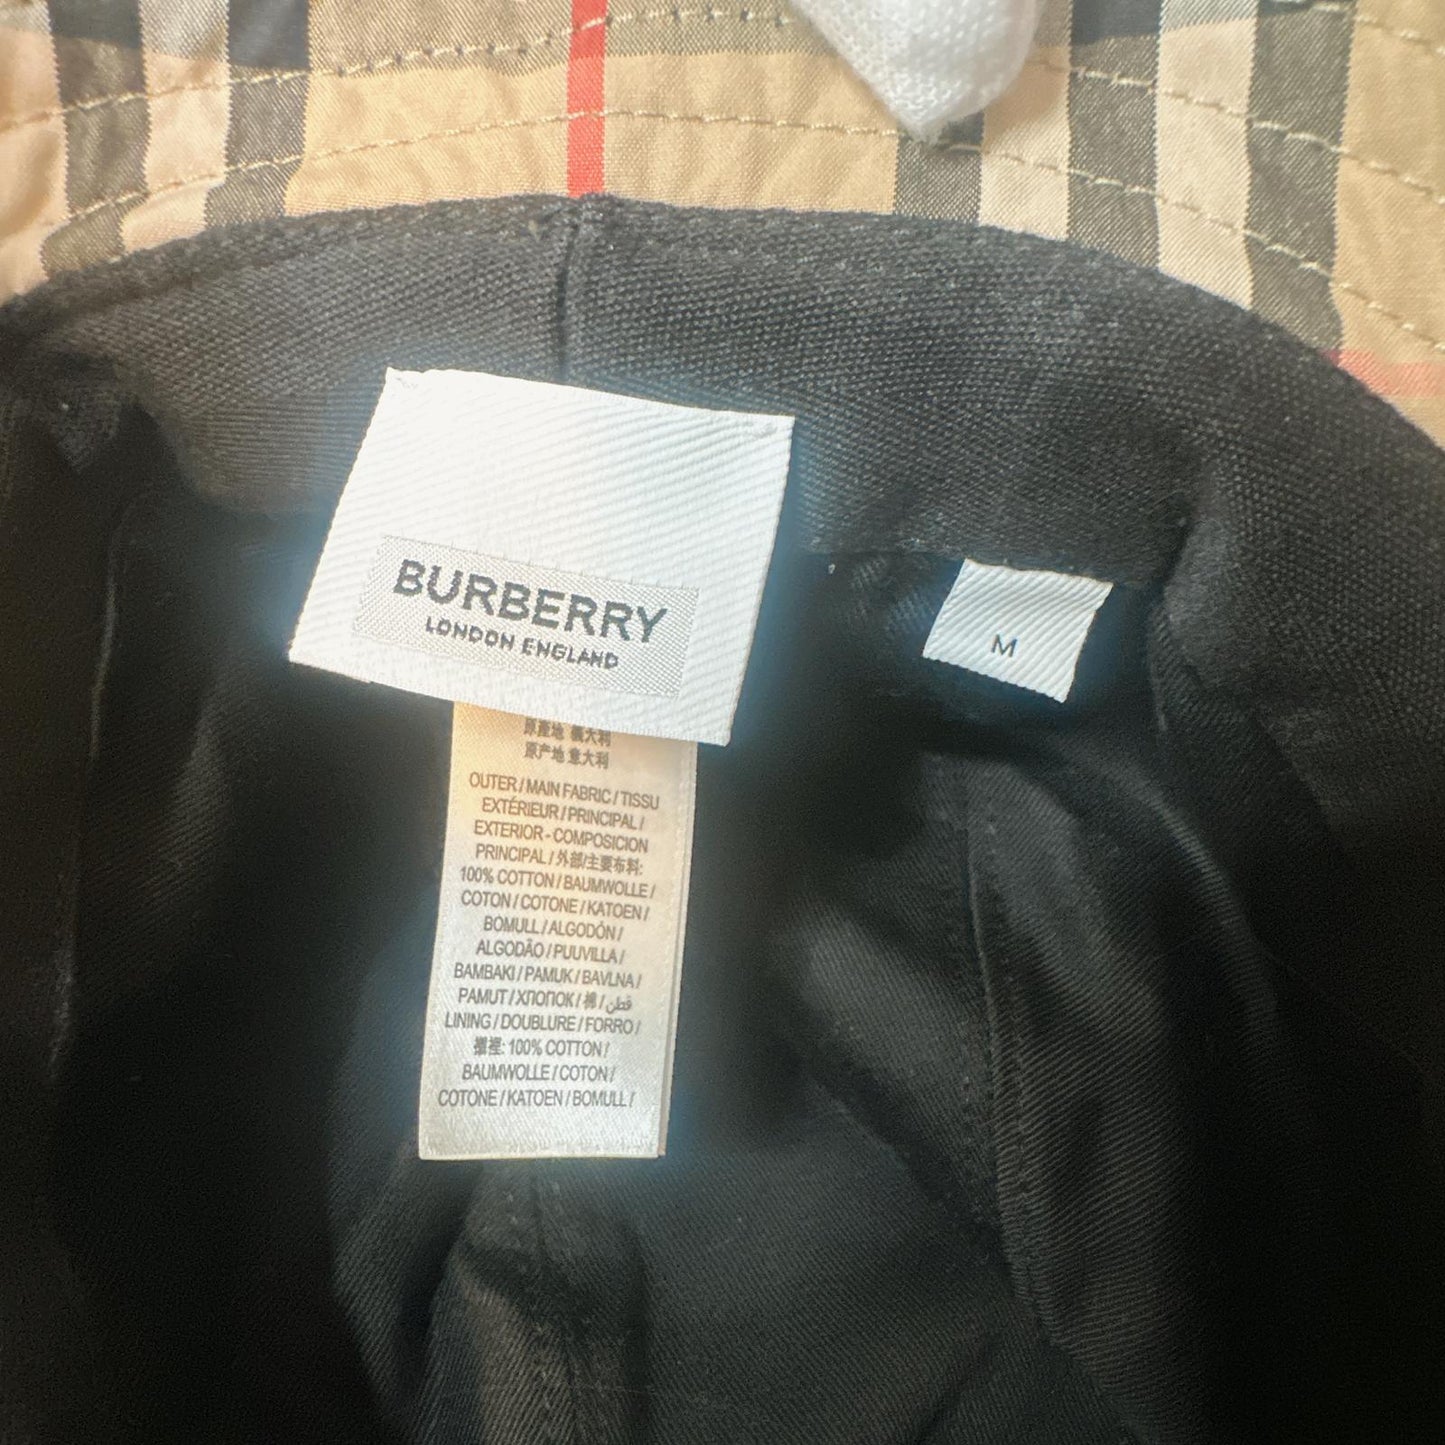 BURBERRY
LONDON ENGLAND
M
原產地 義大利
原产地 意大利
OUTER / MAIN FABRIC / TISSU
EXTÉRIEUR / PRINCIPAL /
EXTERIOR - COMPOSICION
PRINCIPAL / 外部/主要布料:
100% COTTON / BAUMWOLLE /
COTON / COTONE / KATOEN /
BOMULL / ALGODÓN /
ALGODÃO / PUUVILLA /
BAMBAKI / PAMUK / BAVLNA /
PAMUT / ХЛОПОК / 棉 / قطن /
LINING / DOUBLURE / FORRO /
襯裡: 100% COTTON /
BAUMWOLLE / COTON /
COTONE / KATOEN / BOMULL /